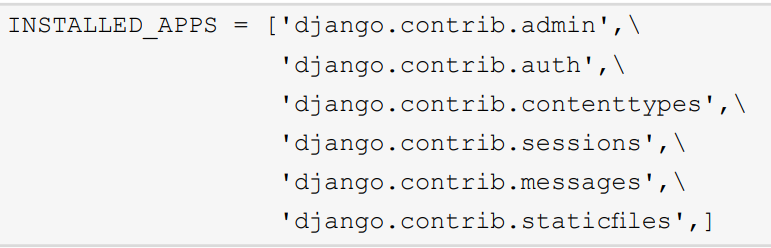 INSTALLED_APPS = ['django.contrib.admin',\
'django.contrib.auth',\
'django.contrib.contenttypes',\
'django.contrib.sessions',\
'django.contrib.messages',\
'django.contrib.staticfiles',]